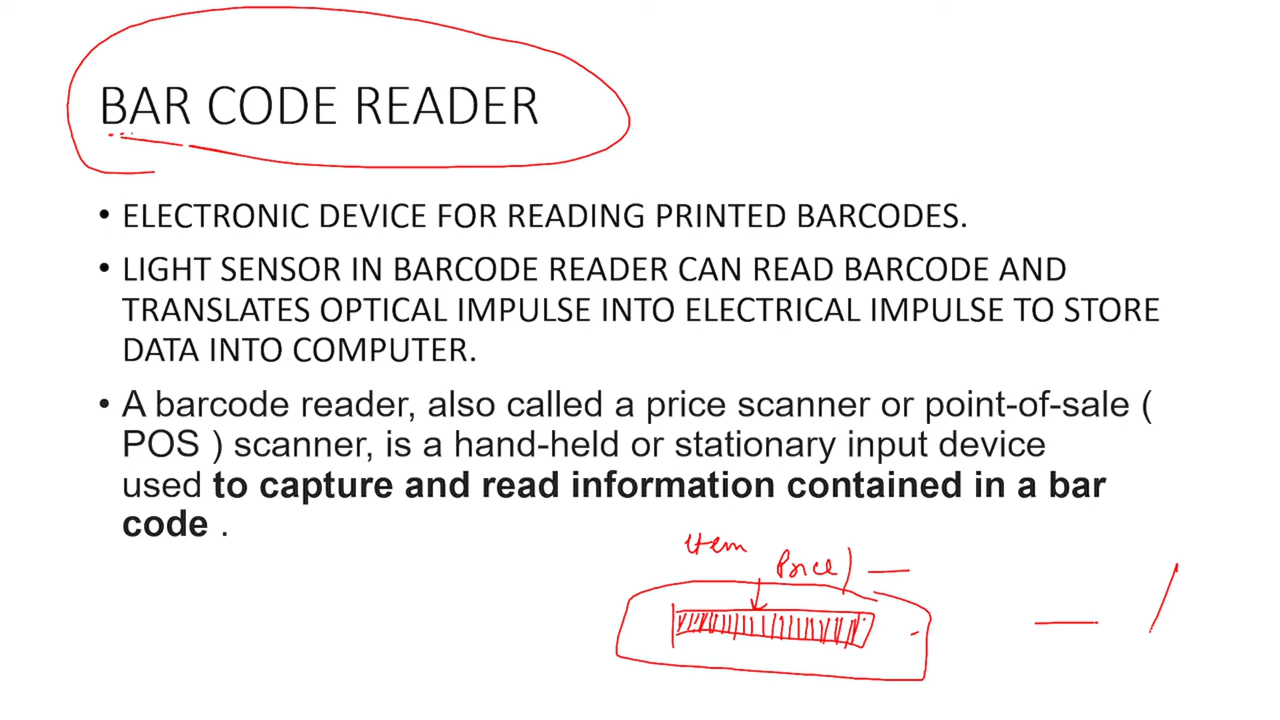 BAR CODE READER
• ELECTRONIC DEVICE FOR READING PRINTED BARCODES.
• LIGHT SENSOR IN BARCODE READER CAN READ BARCODE AND
TRANSLATES OPTICAL IMPULSE INTO ELECTRICAL IMPULSE TO STORE
DATA INTO COMPUTER.
• A barcode reader, also called a price scanner or point-of-sale (
POS ) scanner, is a hand-held or stationary input device
used to capture and read information contained in a bar
code .
Item
Price/